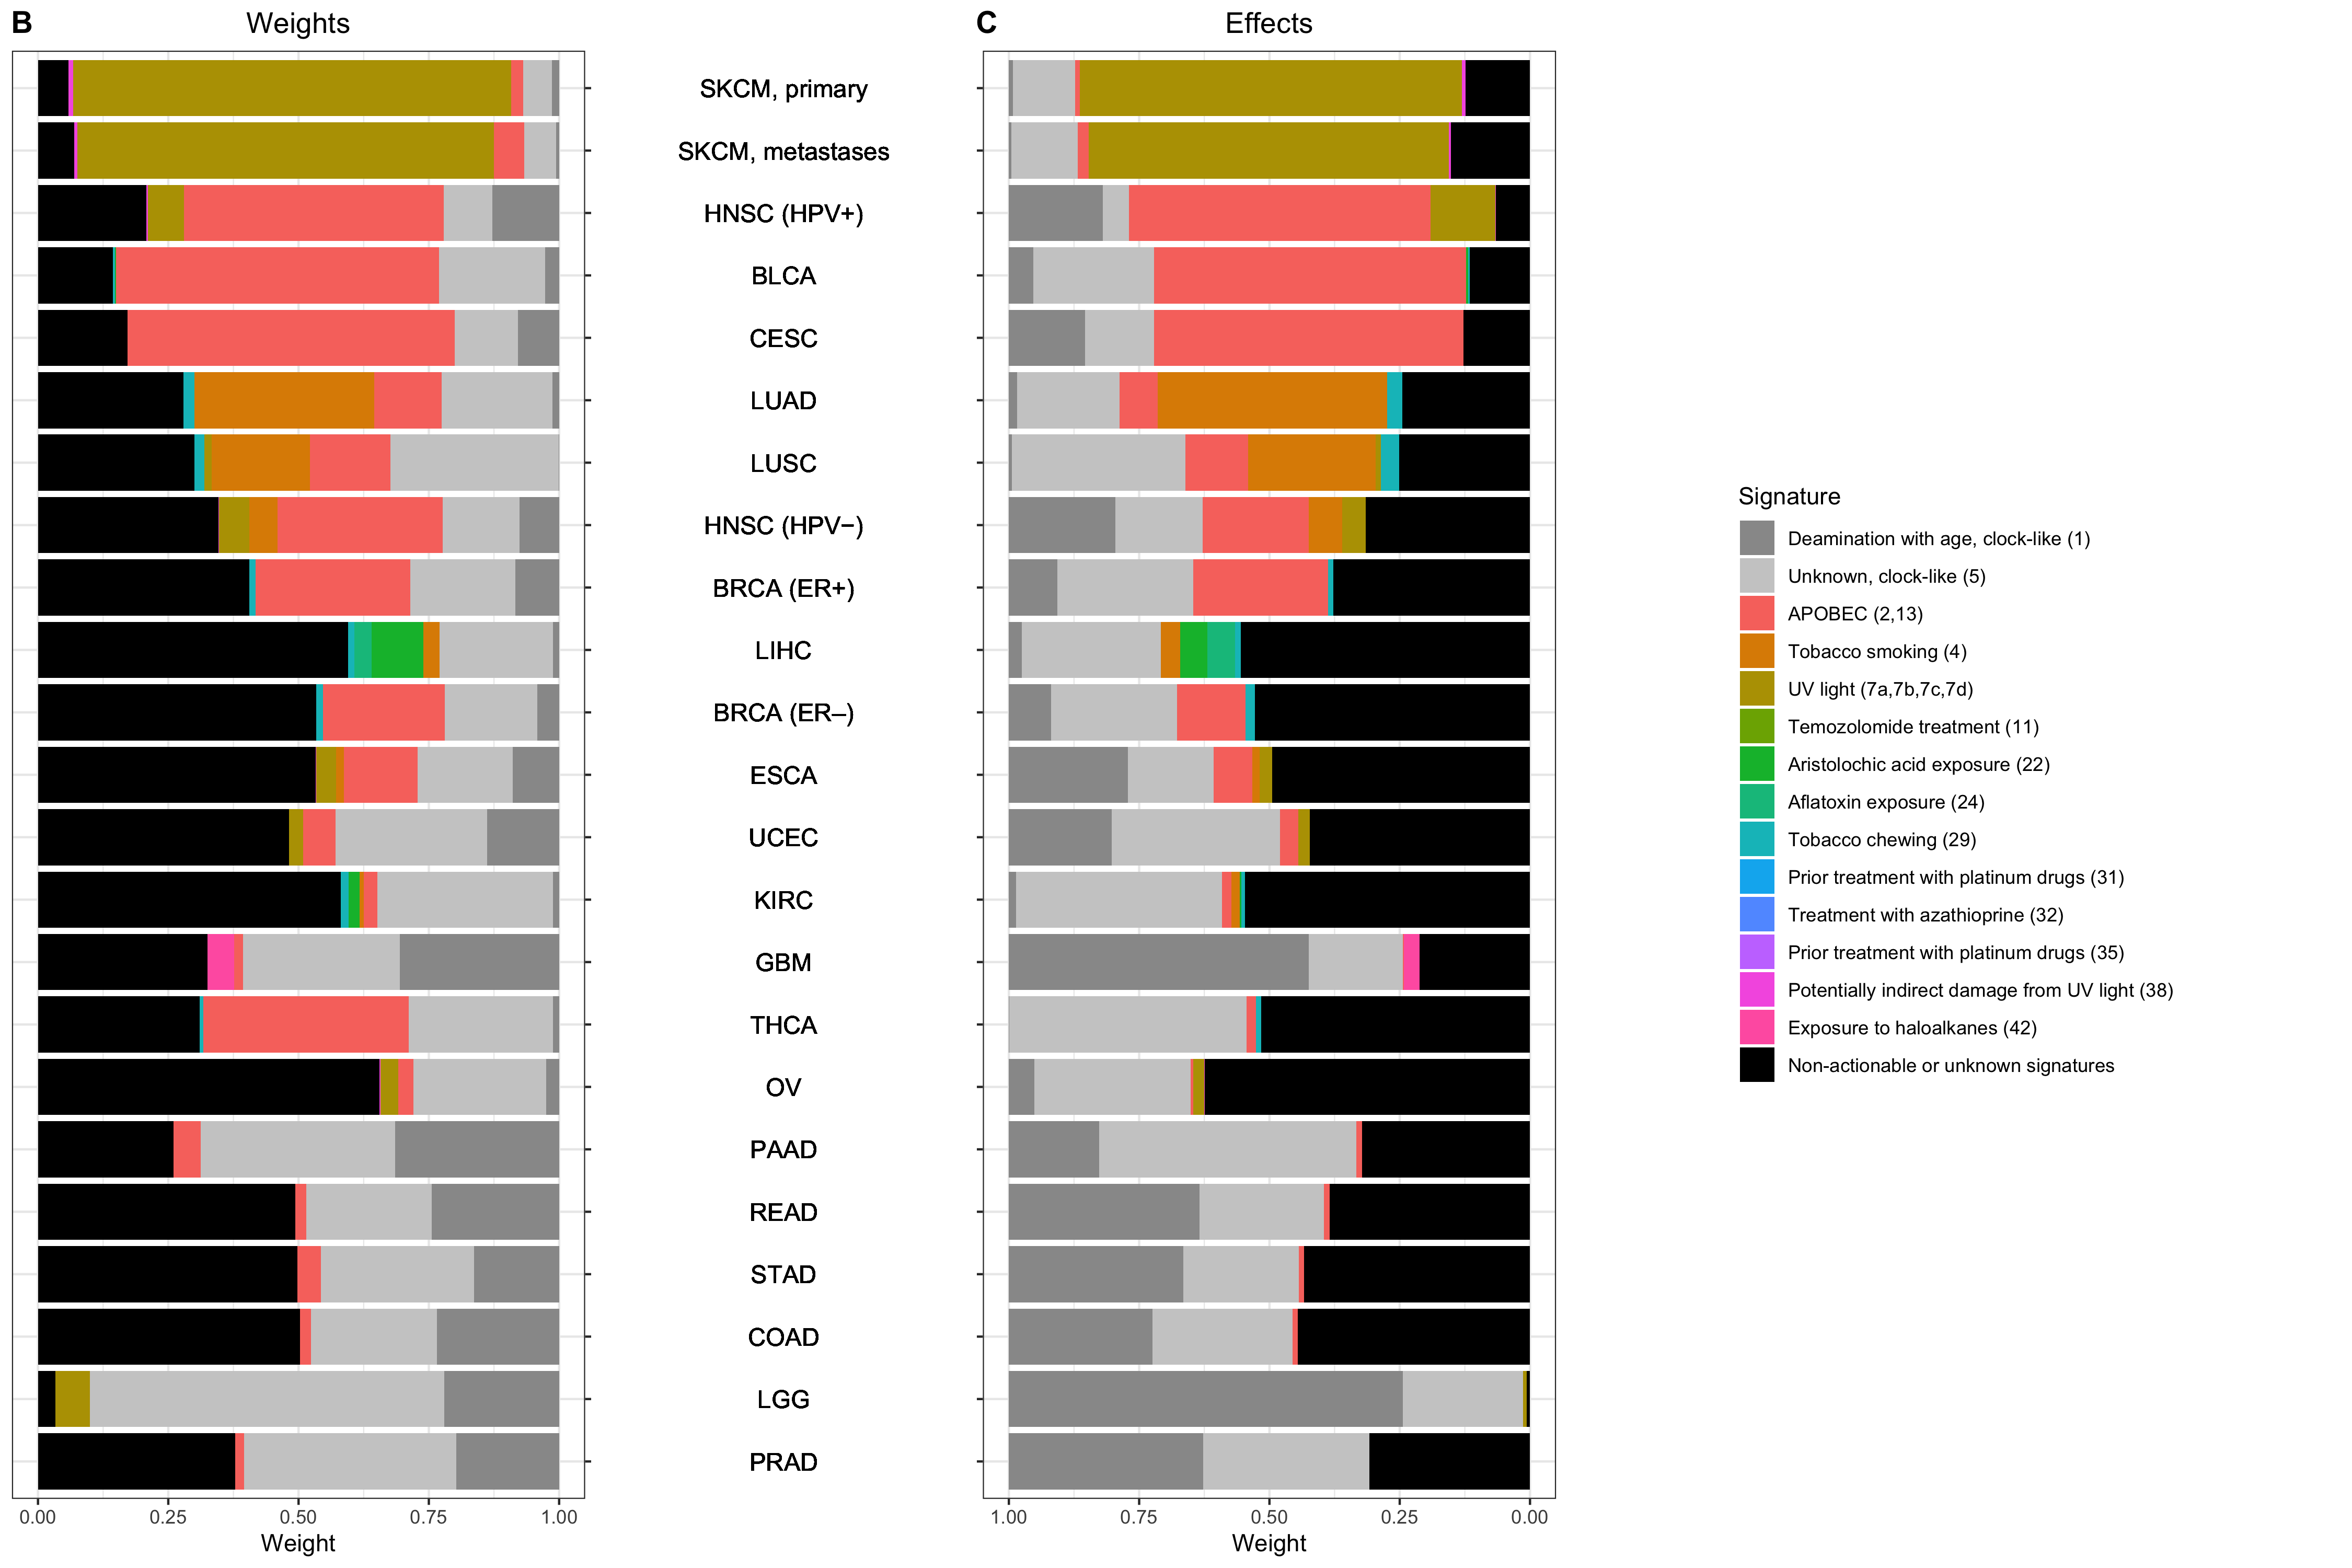 B
Weights
C
Effects
SKCM, primary
SKCM, metastases
HNSC (HPV+)
BLCA
CESC
LUAD
LUSC
HNSC (HPV−)
BRCA (ER+)
LIHC
BRCA (ER–)
ESCA
UCEC
KIRC
GBM
THCA
OV
PAAD
READ
STAD
COAD
LGG
PRAD
0.00 0.25 0.50 0.75 1.00
Weight
1.00 0.75 0.50 0.25 0.00
Weight
Signature
Deamination with age, clock-like (1)
Unknown, clock-like (5)
APOBEC (2,13)
Tobacco smoking (4)
UV light (7a,7b,7c,7d)
Temozolomide treatment (11)
Aristolochic acid exposure (22)
Aflatoxin exposure (24)
Tobacco chewing (29)
Prior treatment with platinum drugs (31)
Treatment with azathioprine (32)
Prior treatment with platinum drugs (35)
Potentially indirect damage from UV light (38)
Exposure to haloalkanes (42)
Non-actionable or unknown signatures